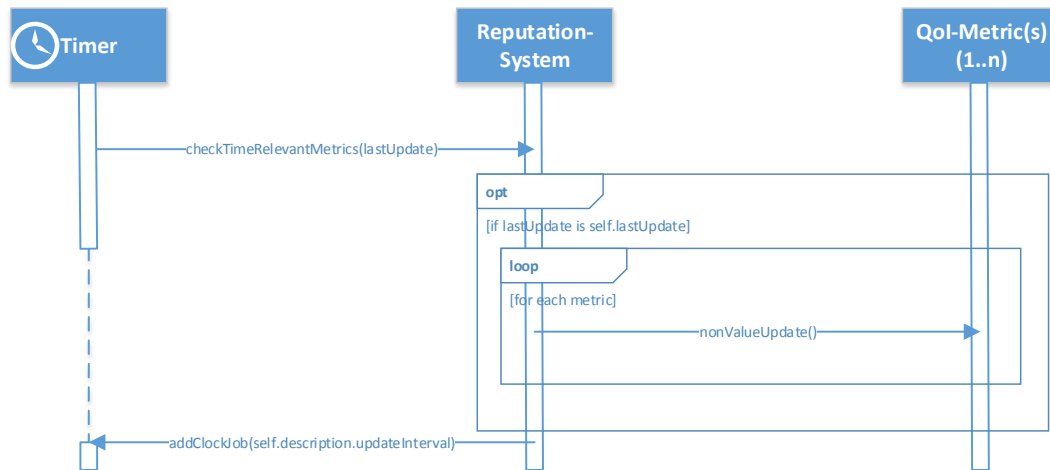 Timer
Reputation-
System
QoI-Metric(s)
(1..n)
checkTimeRelevantMetrics(lastUpdate)
opt
[if lastUpdate is self.lastUpdate]
loop
[for each metric]
nonValueUpdate()
addClockJob(self.description.updateInterval)